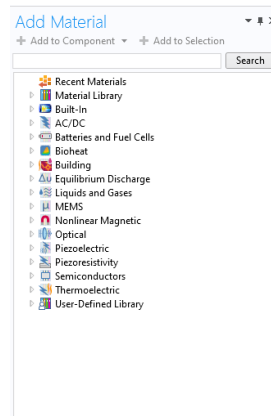 Add Material
Add to Component
Add to Selection
Search
Recent Materials
Material Library
Built-In
AC/DC
Batteries and Fuel Cells
Bioheat
Building
Equilibrium Discharge
Liquids and Gases
MEMS
Nonlinear Magnetic
Optical
Piezoelectric
Piezoresistivity
Semiconductors
Thermoelectric
User-Defined Library